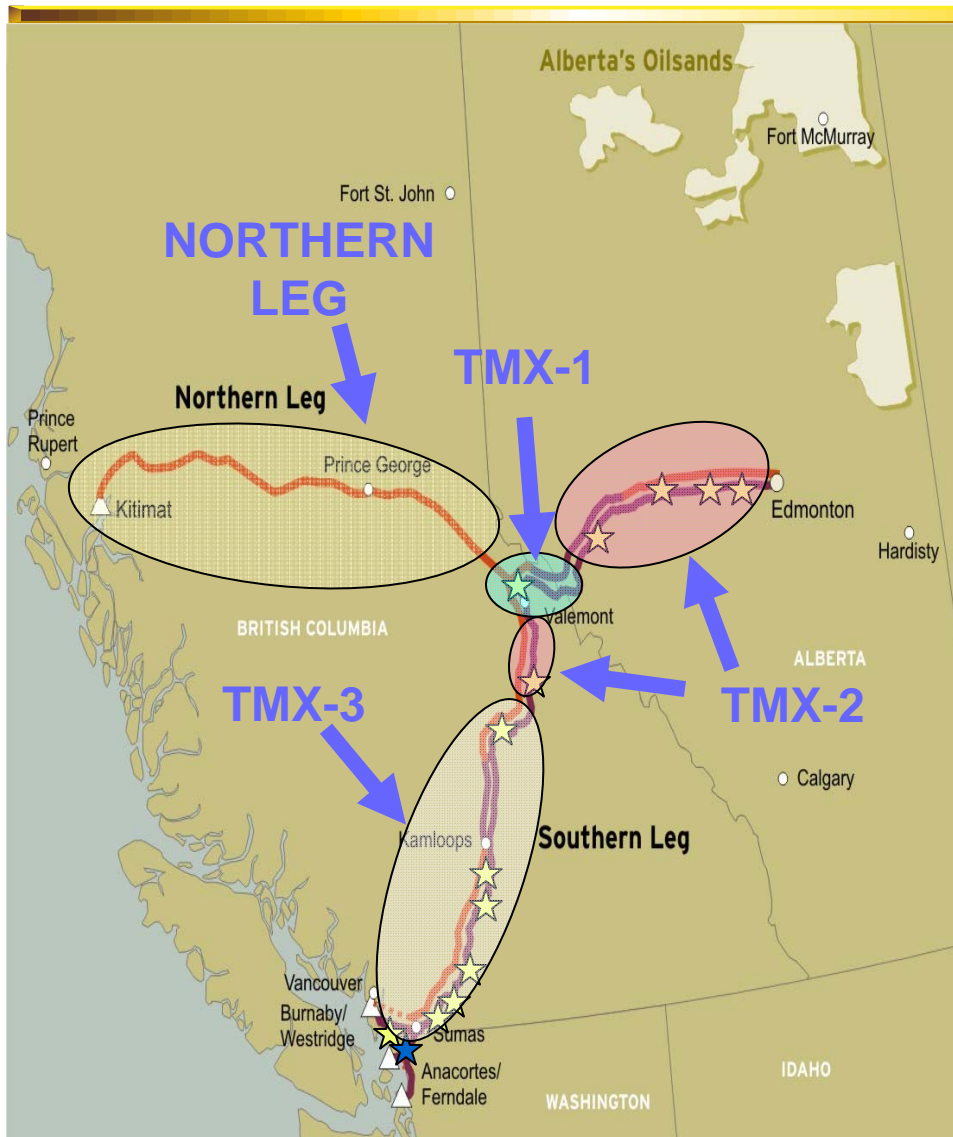 Alberta's Oilsands
Fort McMurray
Fort St. John
NORTHERN
LEG
TMX-1
Northern Leg
Prince
Rupert
Prince George
Kitimat
Edmonton
Hardisty
Valemont
BRITISH COLUMBIA
ALBERTA
TMX-3
TMX-2
Calgary
Kamloops
Southern Leg
Vancouver
Burnaby/
Westridge
Sumas
Anacortes/
Ferndale
IDAHO
WASHINGTON